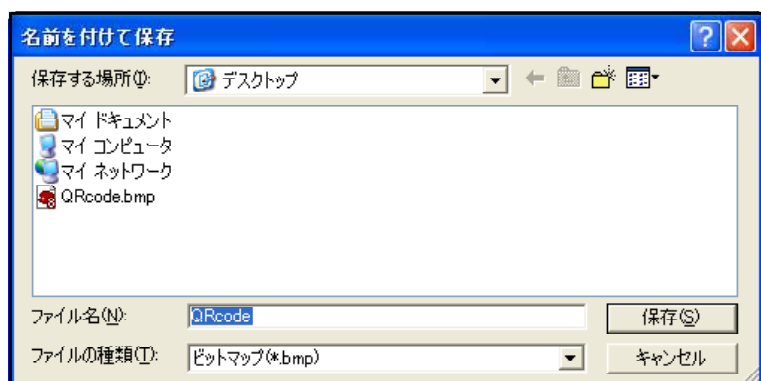 名前を付けて保存
保存する場所(I): デスクトップ
マイ ドキュメント
マイ コンピュータ
マイ ネットワーク
QRcode.bmp
ファイル名(N): QRcode 保存(S)
ファイルの種類(T): ビットマップ(*.bmp) キャンセル